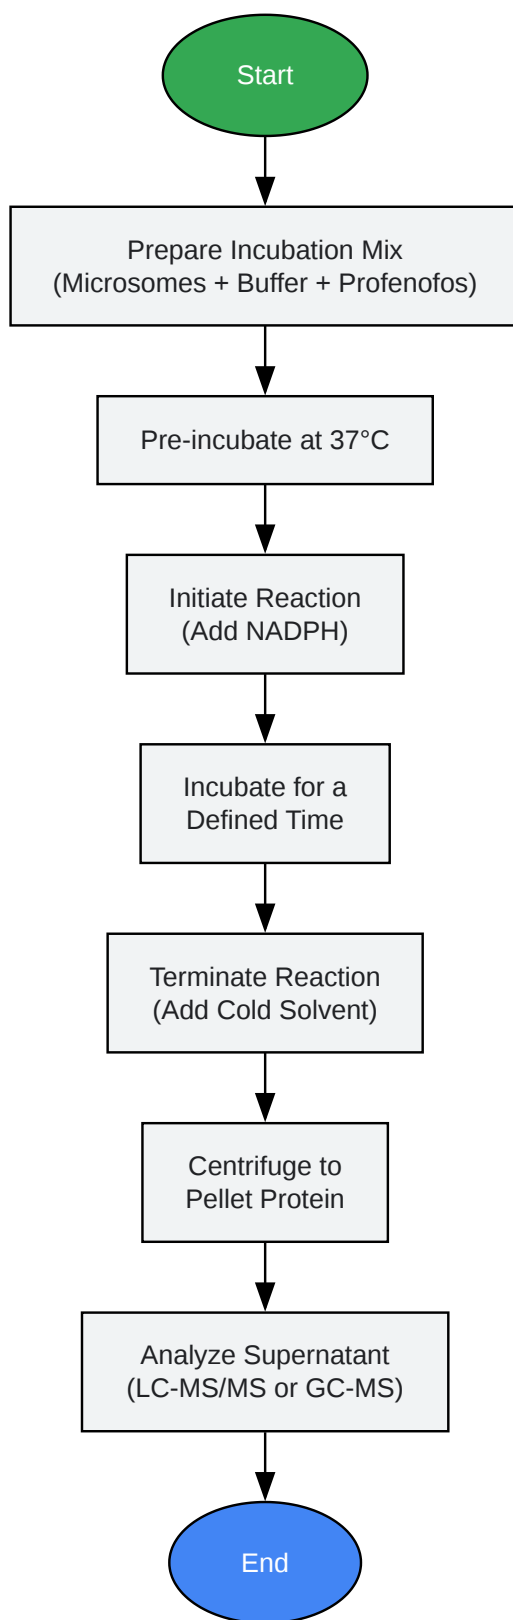 Start
Prepare Incubation Mix
(Microsomes + Buffer + Profenofos)
Pre-incubate at 37°C
Initiate Reaction
(Add NADPH)
Incubate for a
Defined Time
Terminate Reaction
(Add Cold Solvent)
Centrifuge to
Pellet Protein
Analyze Supernatant
(LC-MS/MS or GC-MS)
End